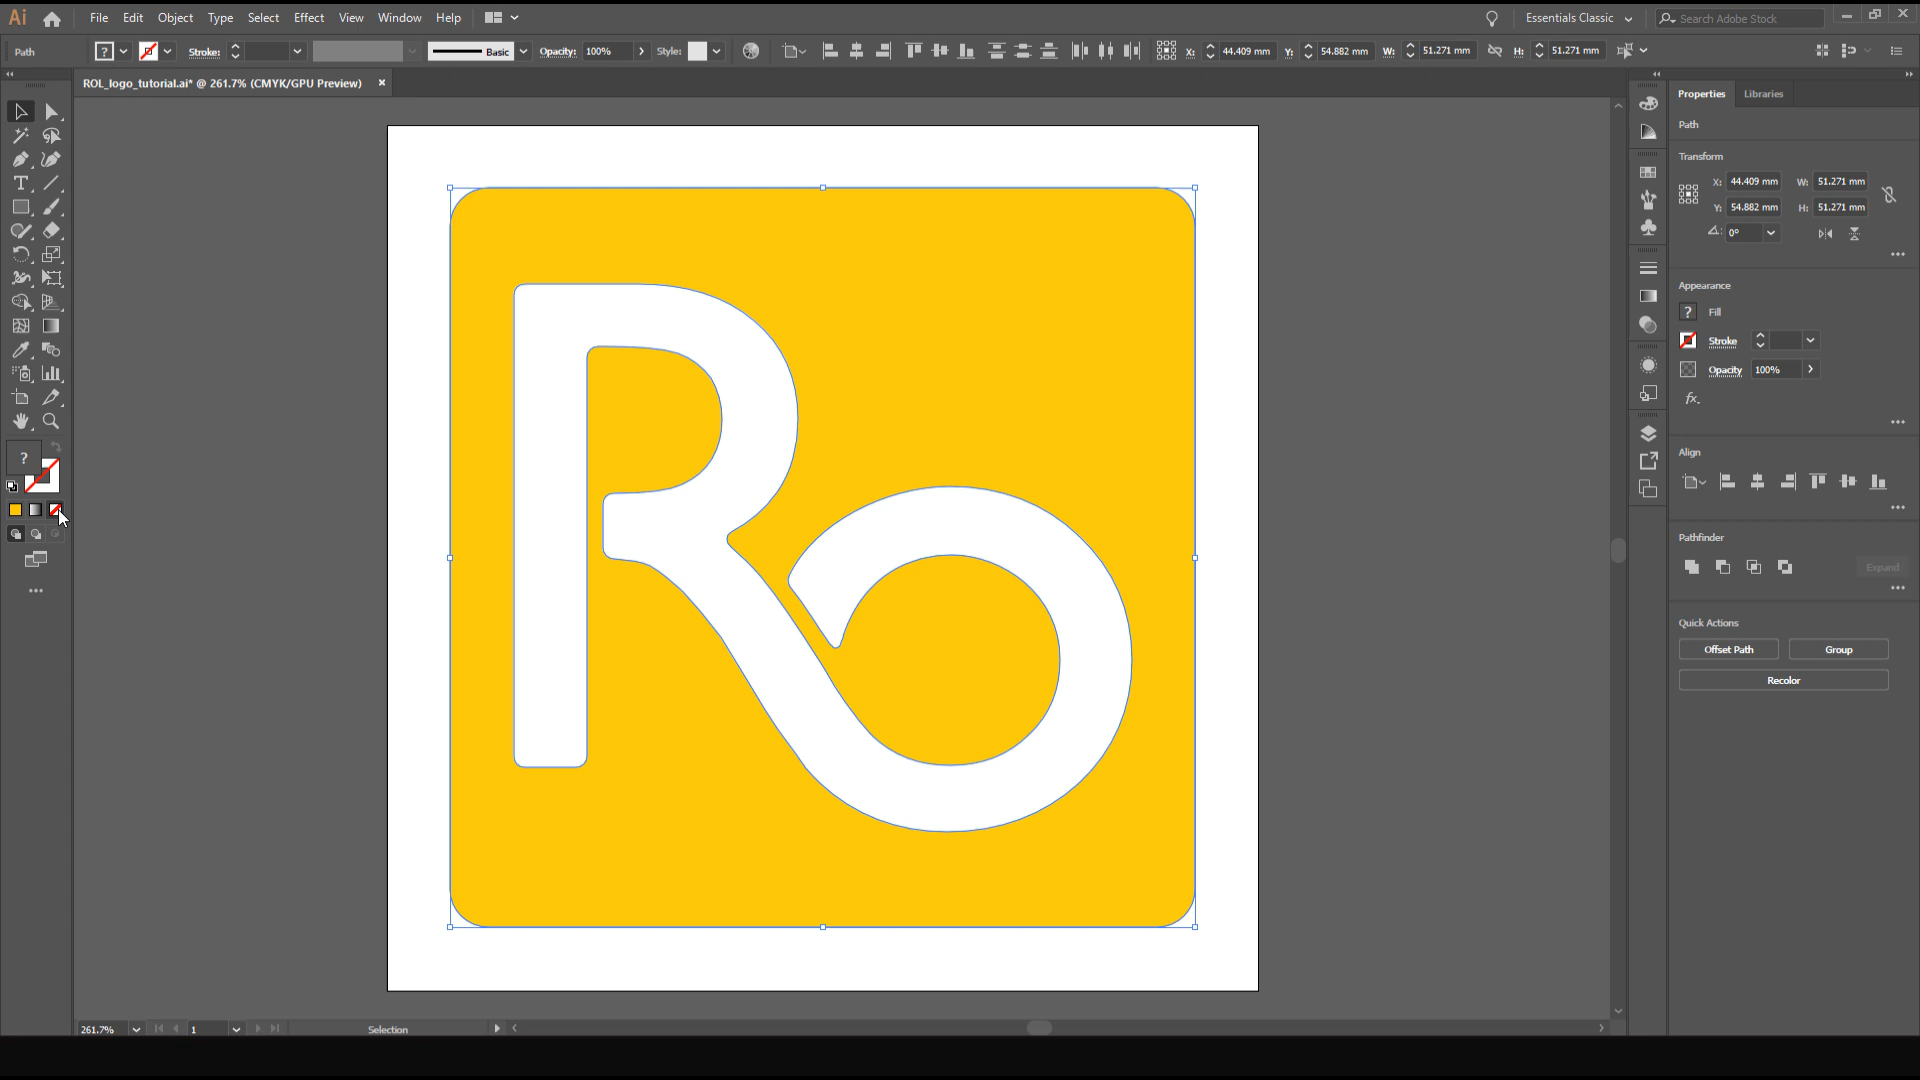 Ai File Edit Object Type Select Effect View Window Help Essentials Classic Search Adobe Stock
Path ? Stroke: Basic Opacity: 100% Style: X: 44.409 mm Y: 54.882 mm W: 51.271 mm H: 51.271 mm
ROL_logo_tutorial.ai* @ 261.7% (CMYK/GPU Preview) ×
Properties Libraries
Path
Transform
X: 44.409 mm W: 51.271 mm
Y: 54.882 mm H: 51.271 mm
0°
Appearance
? Fill
Stroke
Opacity 100%
fx.
Align
Pathfinder
Expand
Quick Actions
Offset Path Group
Recolor
T
?
Ro
261.7% 1 Selection